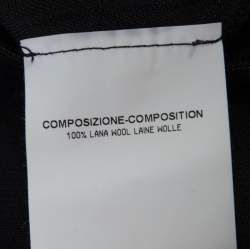 COMPOSIZIONE-COMPOSITION
100% LANA WOOL LAINE WOLLE